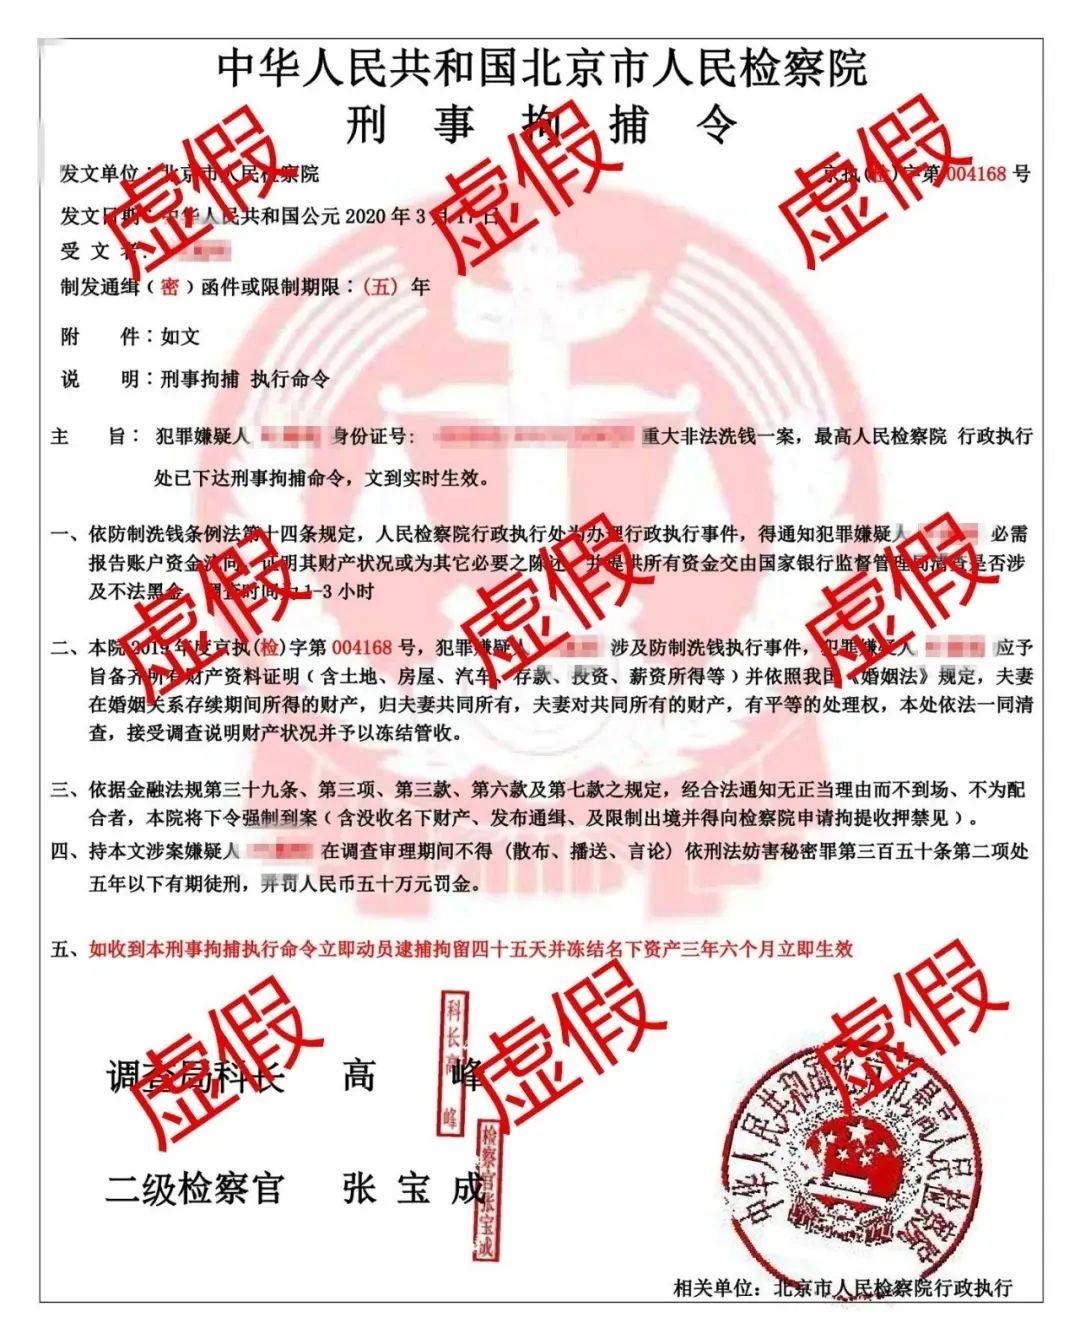 中华人民共和国北京市人民检察院
刑 事 拘 捕 令
发文单位：北京市人民检察院
京执(检)字第004168 号
发文日期：中华人民共和国公元 2020 年 3 月 17 日
受 文 者：
制发通缉（密）函件或限制期限：(五) 年
附 件：如文
说 明：刑事拘捕 执行命令
主 旨： 犯罪嫌疑人 身份证号: 重大非法洗钱一案，最高人民检察院 行政执行
处已下达刑事拘捕命令，文到实时生效。
一、依防制洗钱条例法第十四条规定，人民检察院行政执行处为办理行政执行事件，得通知犯罪嫌疑人 必需
报告账户资金流向、证明其财产状况或为其它必要之陈述、并提供所有资金交由国家银行监督管理局清查是否涉
及不法黑金，调查时间为 1-3 小时
二、本院 2019 年度京执(检)字第 004168 号，犯罪嫌疑人 涉及防制洗钱执行事件，犯罪嫌疑人 应予
旨备齐所有财产资料证明（含土地、房屋、汽车、存款、投资、薪资所得等）并依照我国《婚姻法》规定，夫妻
在婚姻关系存续期间所得的财产，归夫妻共同所有，夫妻对共同所有的财产，有平等的处理权，本处依法一同清
查，接受调查说明财产状况并予以冻结管收。
三、依据金融法规第三十九条、第三项、第三款、第六款及第七款之规定，经合法通知无正当理由而不到场、不为配
合者，本院将下令强制到案（含没收名下财产、发布通缉、及限制出境并得向检察院申请拘提收押禁见）。
四、持本文涉案嫌疑人 在调查审理期间不得 (散布、播送、言论) 依刑法妨害秘密罪第三百五十条第二项处
五年以下有期徒刑，并罚人民币五十万元罚金。
五、如收到本刑事拘捕执行命令立即动员逮捕拘留四十五天并冻结名下资产三年六个月立即生效
调查局科长 高 峰
科长高 峰
二级检察官 张 宝 成
检察官张宝成
中华人民共和国北京市人民检察院
相关单位：北京市人民检察院行政执行
虚假
虚假
虚假
虚假
虚假
虚假
虚假
虚假
虚假